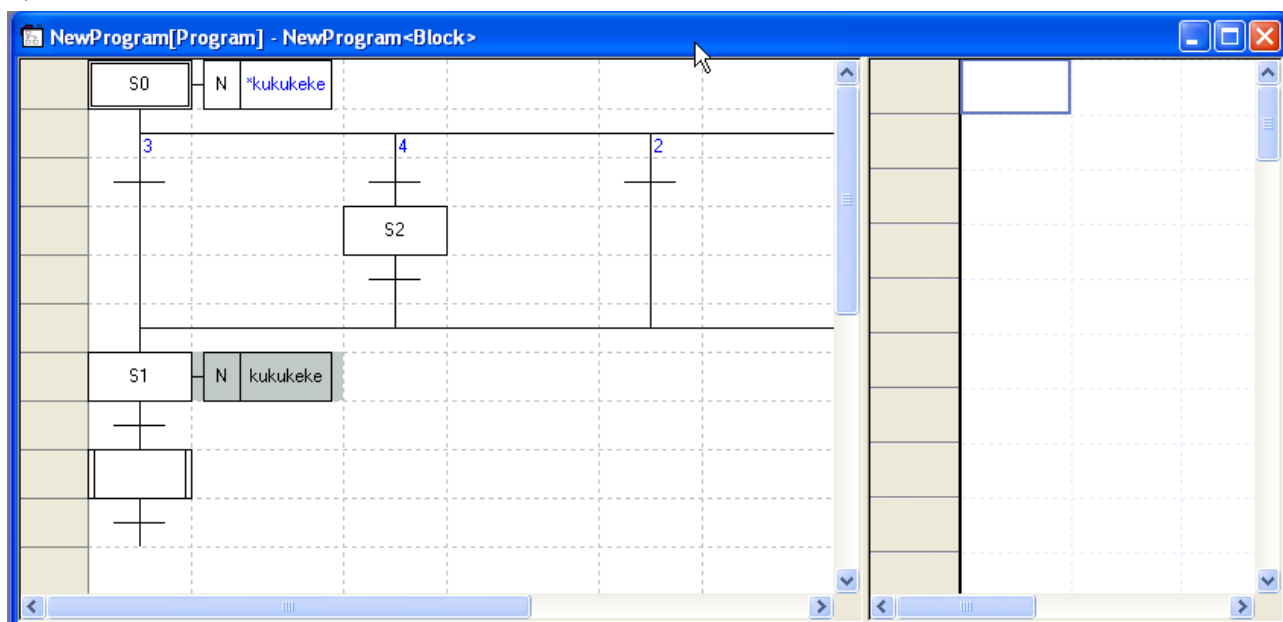 NewProgram[Program] - NewProgram<Block>
S0 N *kukukeke
3 4 2
S2
S1 N kukukeke